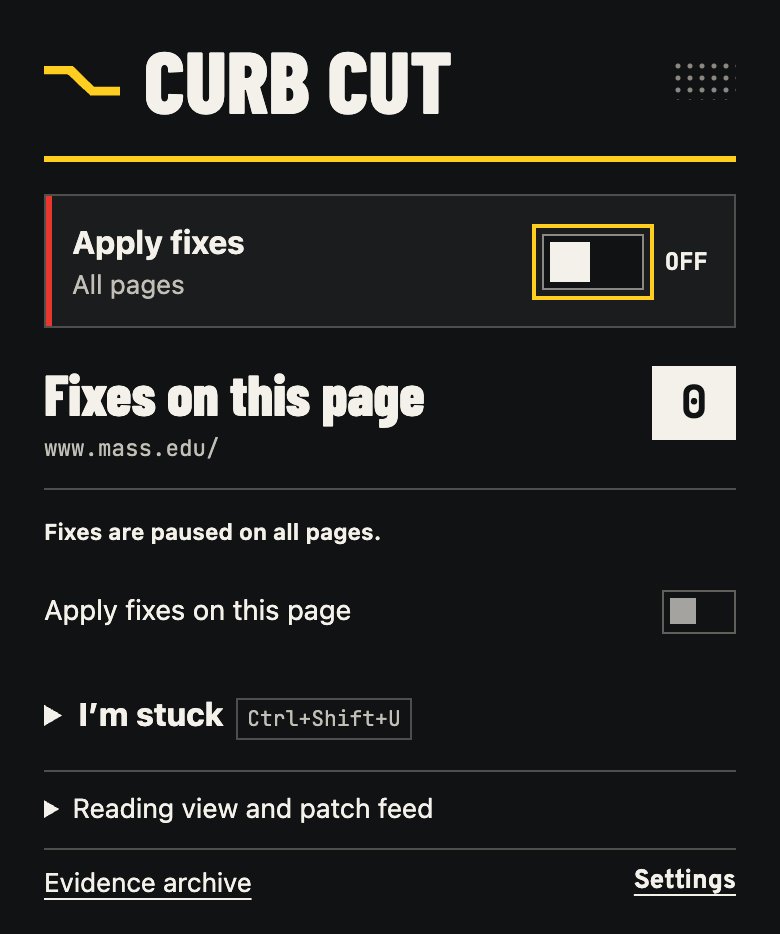 CURB CUT
Apply fixes
All pages
OFF
Fixes on this page
0
www.mass.edu/
Fixes are paused on all pages.
Apply fixes on this page
I’m stuck Ctrl+Shift+U
Reading view and patch feed
Evidence archive
Settings